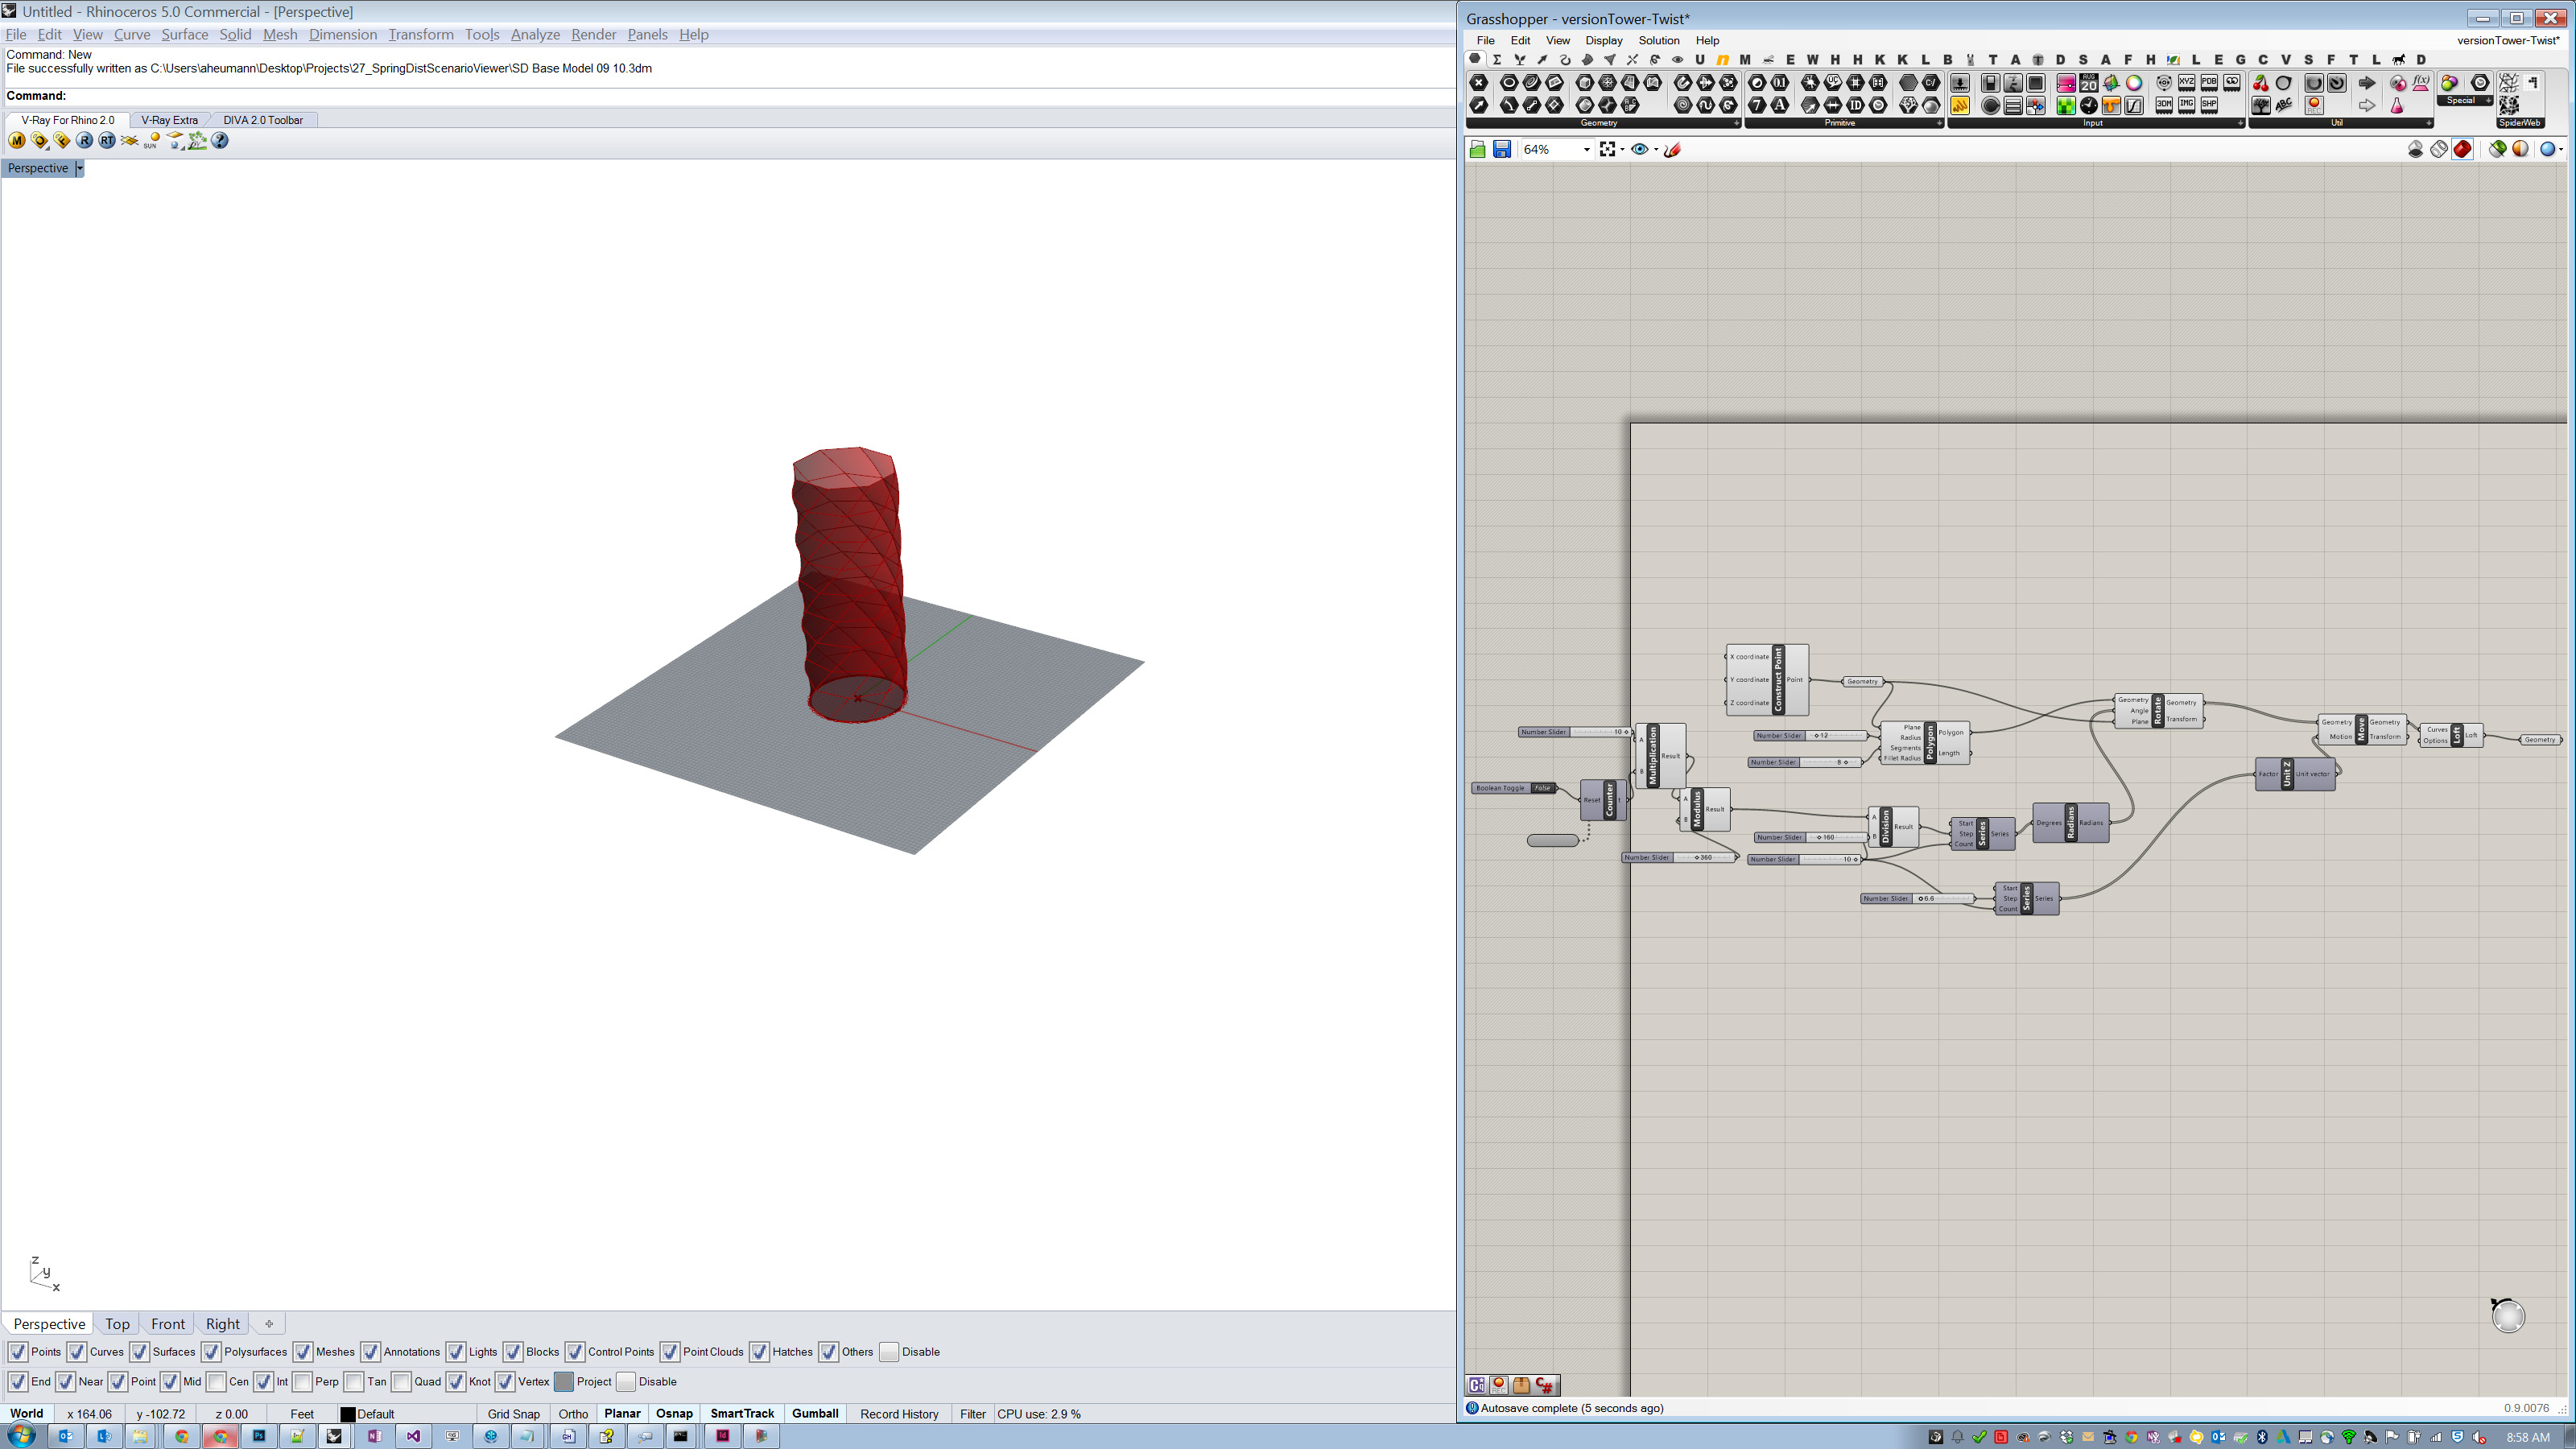 Untitled - Rhinoceros 5.0 Commercial - [Perspective]
File Edit View Curve Surface Solid Mesh Dimension Transform Tools Analyze Render Panels Help
Command: New
File successfully written as C:\Users\aheumann\Desktop\Projects\27_SpringDistScenarioViewer\SD Base Model 09 10.3dm
Command:
V-Ray For Rhino 2.0 V-Ray Extra DIVA 2.0 Toolbar
M R RT SUN ?
Perspective
z
y
x
Perspective Top Front Right
Points Curves Surfaces Polysurfaces Meshes Annotations Lights Blocks Control Points Point Clouds Hatches Others Disable
End Near Point Mid Cen Int Perp Tan Quad Knot Vertex Project Disable
World x 164.06 y -102.72 z 0.00 Feet Default Grid Snap Ortho Planar Osnap SmartTrack Gumball Record History Filter CPU use: 2.9 %
Grasshopper - versionTower-Twist*
File Edit View Display Solution Help versionTower-Twist*
U n M E W H H K K L B T A D S A F H L E G C V S F T L D
Geometry Primitive Input Util Special SpiderWeb
64%
X coordinate
Y coordinate
Z coordinate
Construct Point
Point
Geometry
Number Slider 10
A
B
Multiplication
Result
Boolean Toggle False
Reset
Counter
A
B
Modulus
Result
Number Slider 360
Number Slider 12
Number Slider 8
Plane
Radius
Segments
Fillet Radius
Polygon
Polygon
Length
Number Slider 160
Number Slider 10
A
B
Division
Result
Start
Step
Count
Series
Series
Degrees
Radians
Radians
Number Slider 6.6
Start
Step
Count
Series
Series
Geometry
Angle
Plane
Rotate
Geometry
Transform
Factor
Unit Z
Unit vector
Geometry
Motion
Move
Geometry
Transform
Curves
Options
Loft
Loft
Geometry
Autosave complete (5 seconds ago) 0.9.0076
8:58 AM